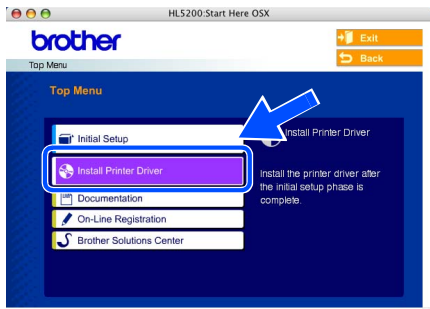 HL5200:Start Here OSX
brother
Exit
Back
Top Menu
Top Menu
Initial Setup
Install Printer Driver
Documentation
On-Line Registration
Brother Solutions Center
Install Printer Driver
Install the printer driver after
the initial setup phase is
complete.